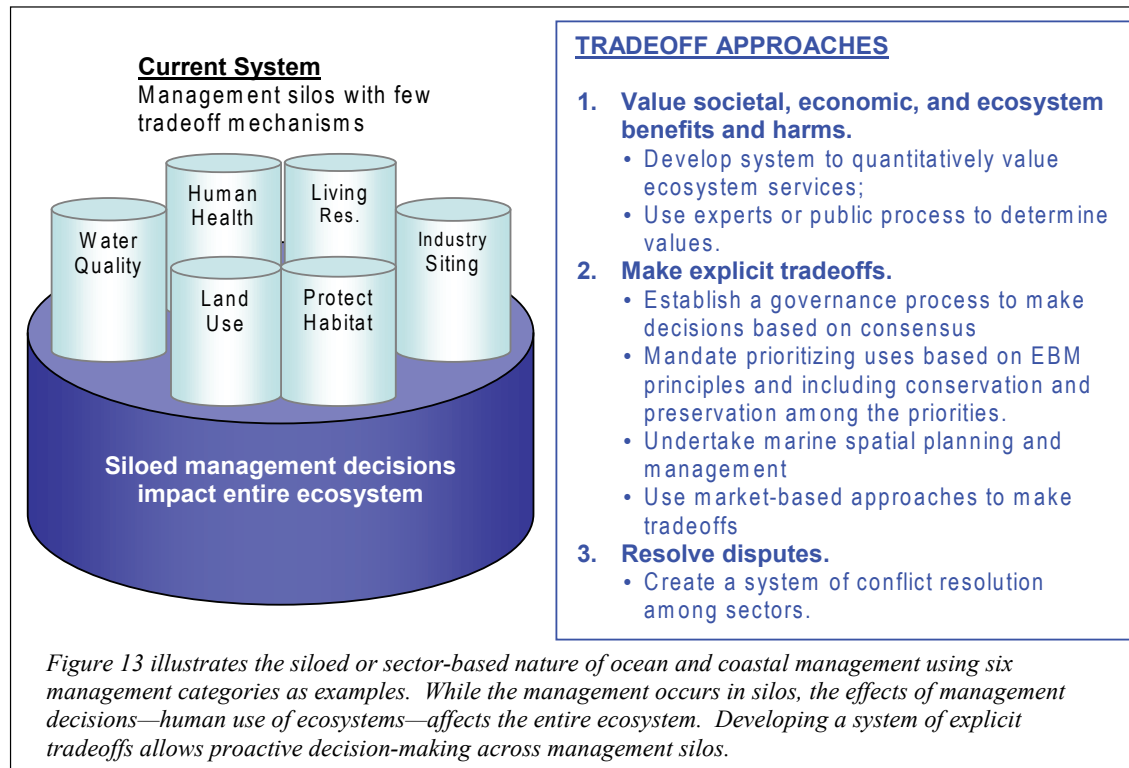 Current System
Management silos with few
tradeoff mechanisms
Human
Health
Living
Res.
Water
Quality
Industry
Siting
Land
Use
Protect
Habitat
Siloed management decisions
impact entire ecosystem
TRADEOFF APPROACHES
1. Value societal, economic, and ecosystem
benefits and harms.
• Develop system to quantitatively value
ecosystem services;
• Use experts or public process to determine
values.
2. Make explicit tradeoffs.
• Establish a governance process to make
decisions based on consensus
• Mandate prioritizing uses based on EBM
principles and including conservation and
preservation among the priorities.
• Undertake marine spatial planning and
management
• Use market-based approaches to make
tradeoffs
3. Resolve disputes.
• Create a system of conflict resolution
among sectors.
Figure 13 illustrates the siloed or sector-based nature of ocean and coastal management using six
management categories as examples. While the management occurs in silos, the effects of management
decisions—human use of ecosystems—affects the entire ecosystem. Developing a system of explicit
tradeoffs allows proactive decision-making across management silos.